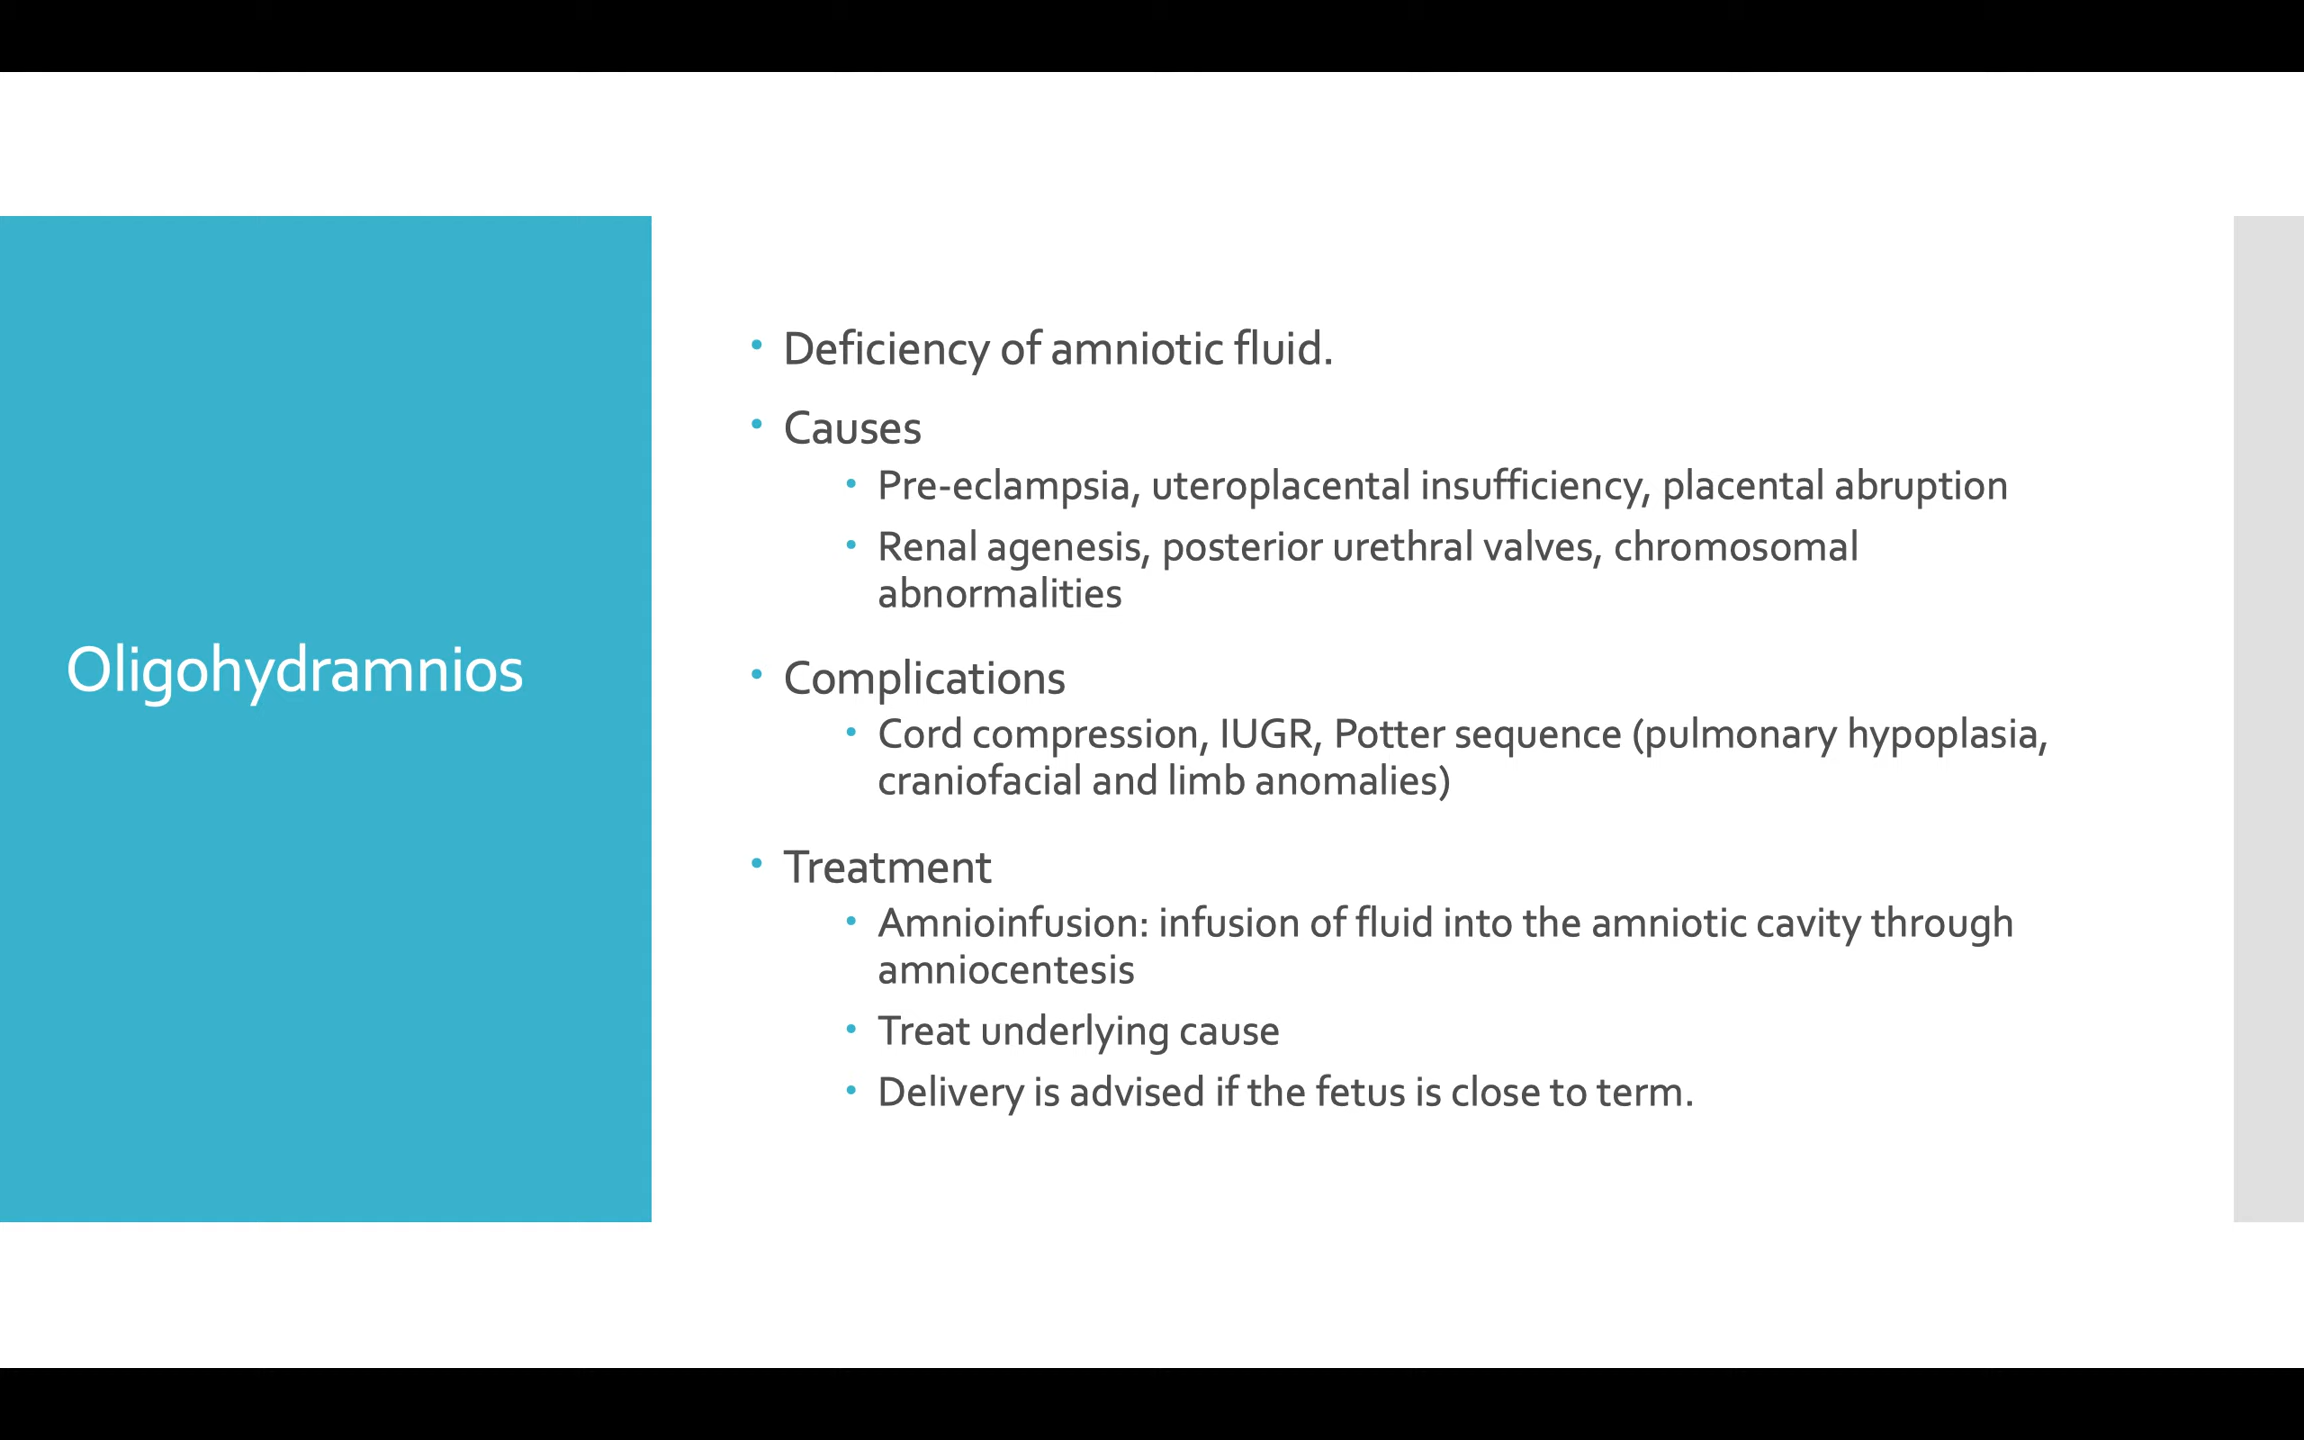 Oligohydramnios
• Deficiency of amniotic fluid.
• Causes
• Pre-eclampsia, uteroplacental insufficiency, placental abruption
• Renal agenesis, posterior urethral valves, chromosomal
abnormalities
• Complications
• Cord compression, IUGR, Potter sequence (pulmonary hypoplasia,
craniofacial and limb anomalies)
• Treatment
• Amnioinfusion: infusion of fluid into the amniotic cavity through
amniocentesis
• Treat underlying cause
• Delivery is advised if the fetus is close to term.